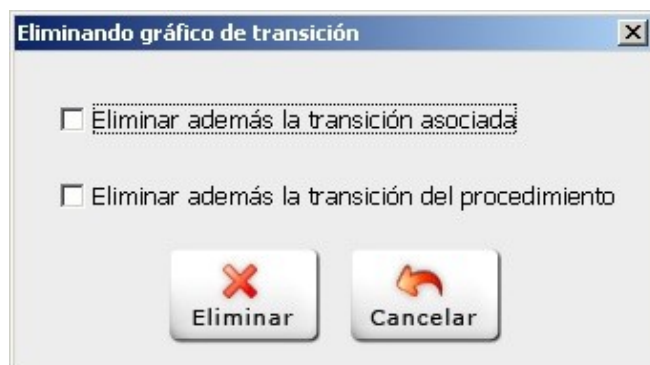 Eliminando gráfico de transición
Eliminar además la transición asociada
Eliminar además la transición del procedimiento
Eliminar
Cancelar